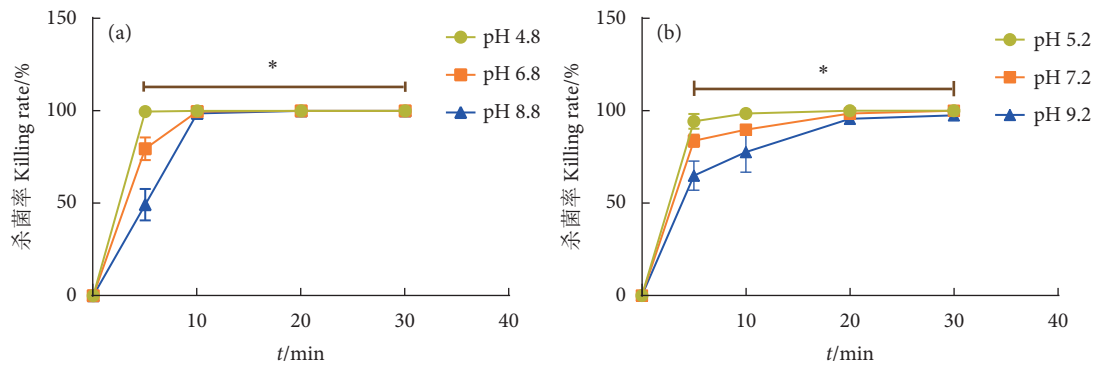 (a)
杀菌率 Killing rate/%
150
100
50
0
10
20
30
40
t/min
*
pH 4.8
pH 6.8
pH 8.8
(b)
杀菌率 Killing rate/%
150
100
50
0
10
20
30
40
t/min
*
pH 5.2
pH 7.2
pH 9.2